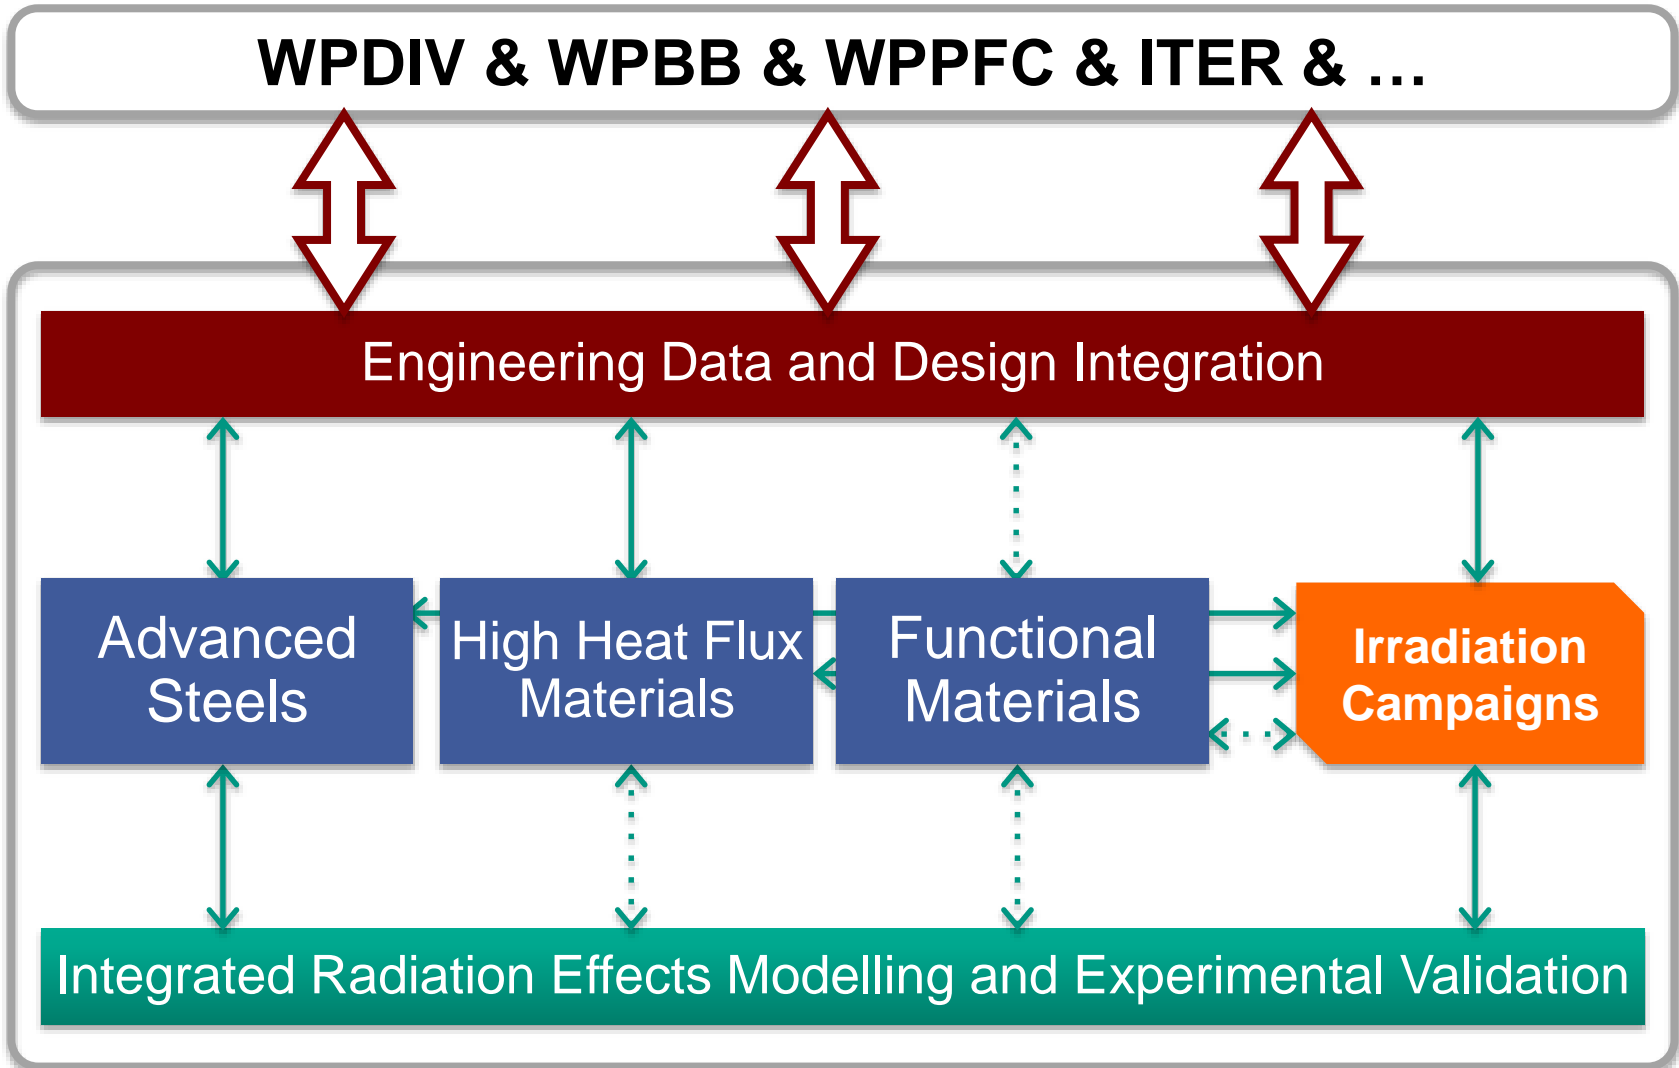 WPDIV & WPBB & WPPFC & ITER & …
Engineering Data and Design Integration
Advanced
Steels
High Heat Flux
Materials
Functional
Materials
Irradiation
Campaigns
Integrated Radiation Effects Modelling and Experimental Validation